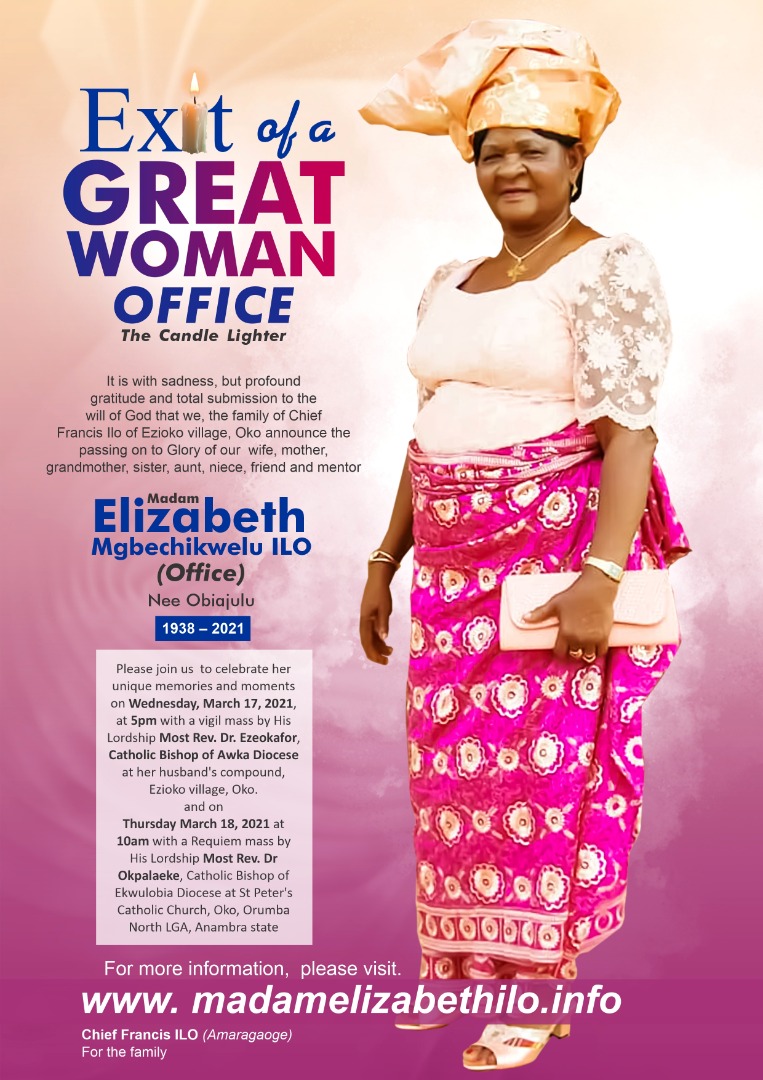 Exit of a
GREAT
WOMAN
OFFICE
The Candle Lighter
It is with sadness, but profound
gratitude and total submission to the
will of God that we, the family of Chief
Francis Ilo of Ezioko village, Oko announce the
passing on to Glory of our wife, mother,
grandmother, sister, aunt, niece, friend and mentor
Madam
Elizabeth
Mgbechikwelu ILO
(Office)
Nee Obiajulu
1938 – 2021
Please join us to celebrate her
unique memories and moments
on Wednesday, March 17, 2021,
at 5pm with a vigil mass by His
Lordship Most Rev. Dr. Ezeokafor,
Catholic Bishop of Awka Diocese
at her husband's compound,
Ezioko village, Oko.
and on
Thursday March 18, 2021 at
10am with a Requiem mass by
His Lordship Most Rev. Dr
Okpalaeke, Catholic Bishop of
Ekwulobia Diocese at St Peter's
Catholic Church, Oko, Orumba
North LGA, Anambra state
For more information, please visit.
www. madamelizabethilo.info
Chief Francis ILO (Amaragaoge)
For the family